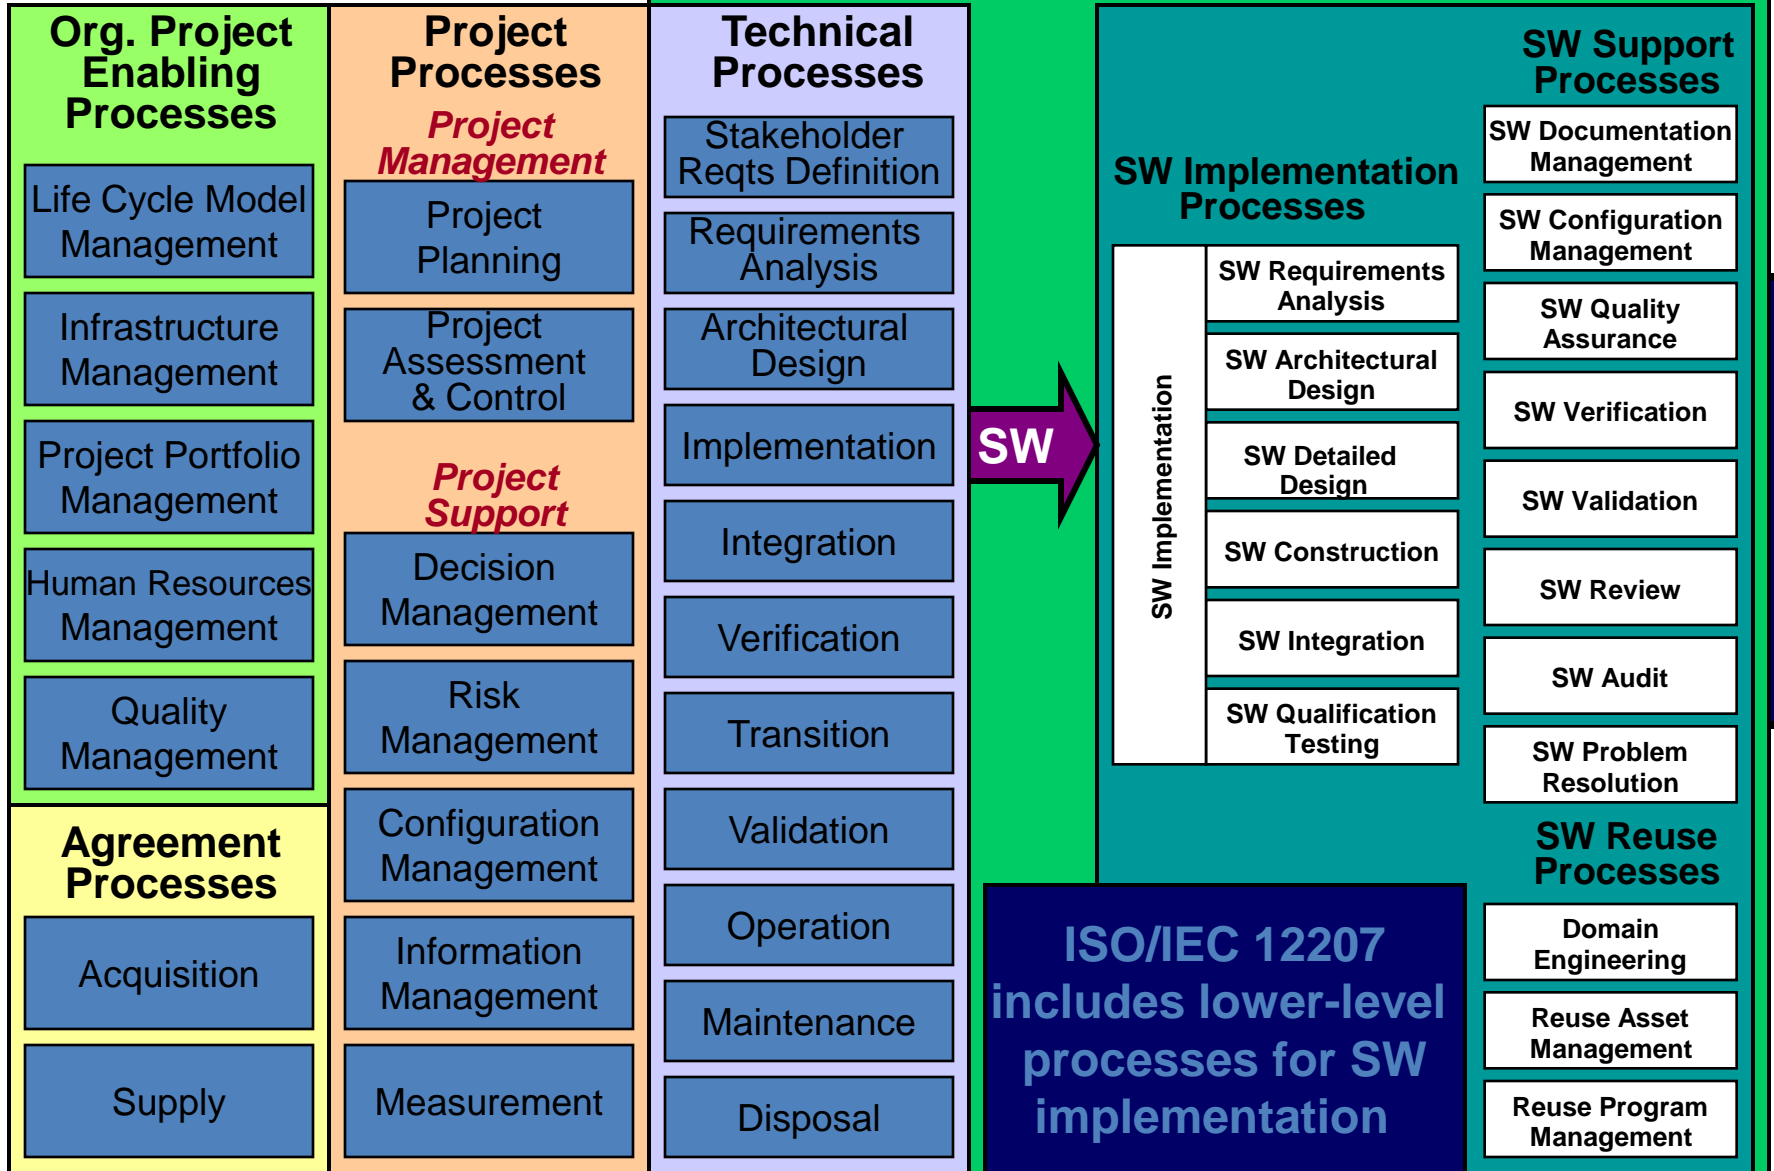 Org. Project
Enabling
Processes
Life Cycle Model
Management
Infrastructure
Management
Project Portfolio
Management
Human Resources
Management
Quality
Management
Agreement
Processes
Acquisition
Supply
Project
Processes
Project
Management
Project
Planning
Project
Assessment
& Control
Project
Support
Decision
Management
Risk
Management
Configuration
Management
Information
Management
Measurement
Technical
Processes
Stakeholder
Reqts Definition
Requirements
Analysis
Architectural
Design
Implementation
Integration
Verification
Transition
Validation
Operation
Maintenance
Disposal
SW
SW Implementation
Processes
SW Implementation
SW Requirements
Analysis
SW Architectural
Design
SW Detailed
Design
SW Construction
SW Integration
SW Qualification
Testing
SW Support
Processes
SW Documentation
Management
SW Configuration
Management
SW Quality
Assurance
SW Verification
SW Validation
SW Review
SW Audit
SW Problem
Resolution
SW Reuse
Processes
Domain
Engineering
Reuse Asset
Management
Reuse Program
Management
ISO/IEC 12207
includes lower-level
processes for SW
implementation